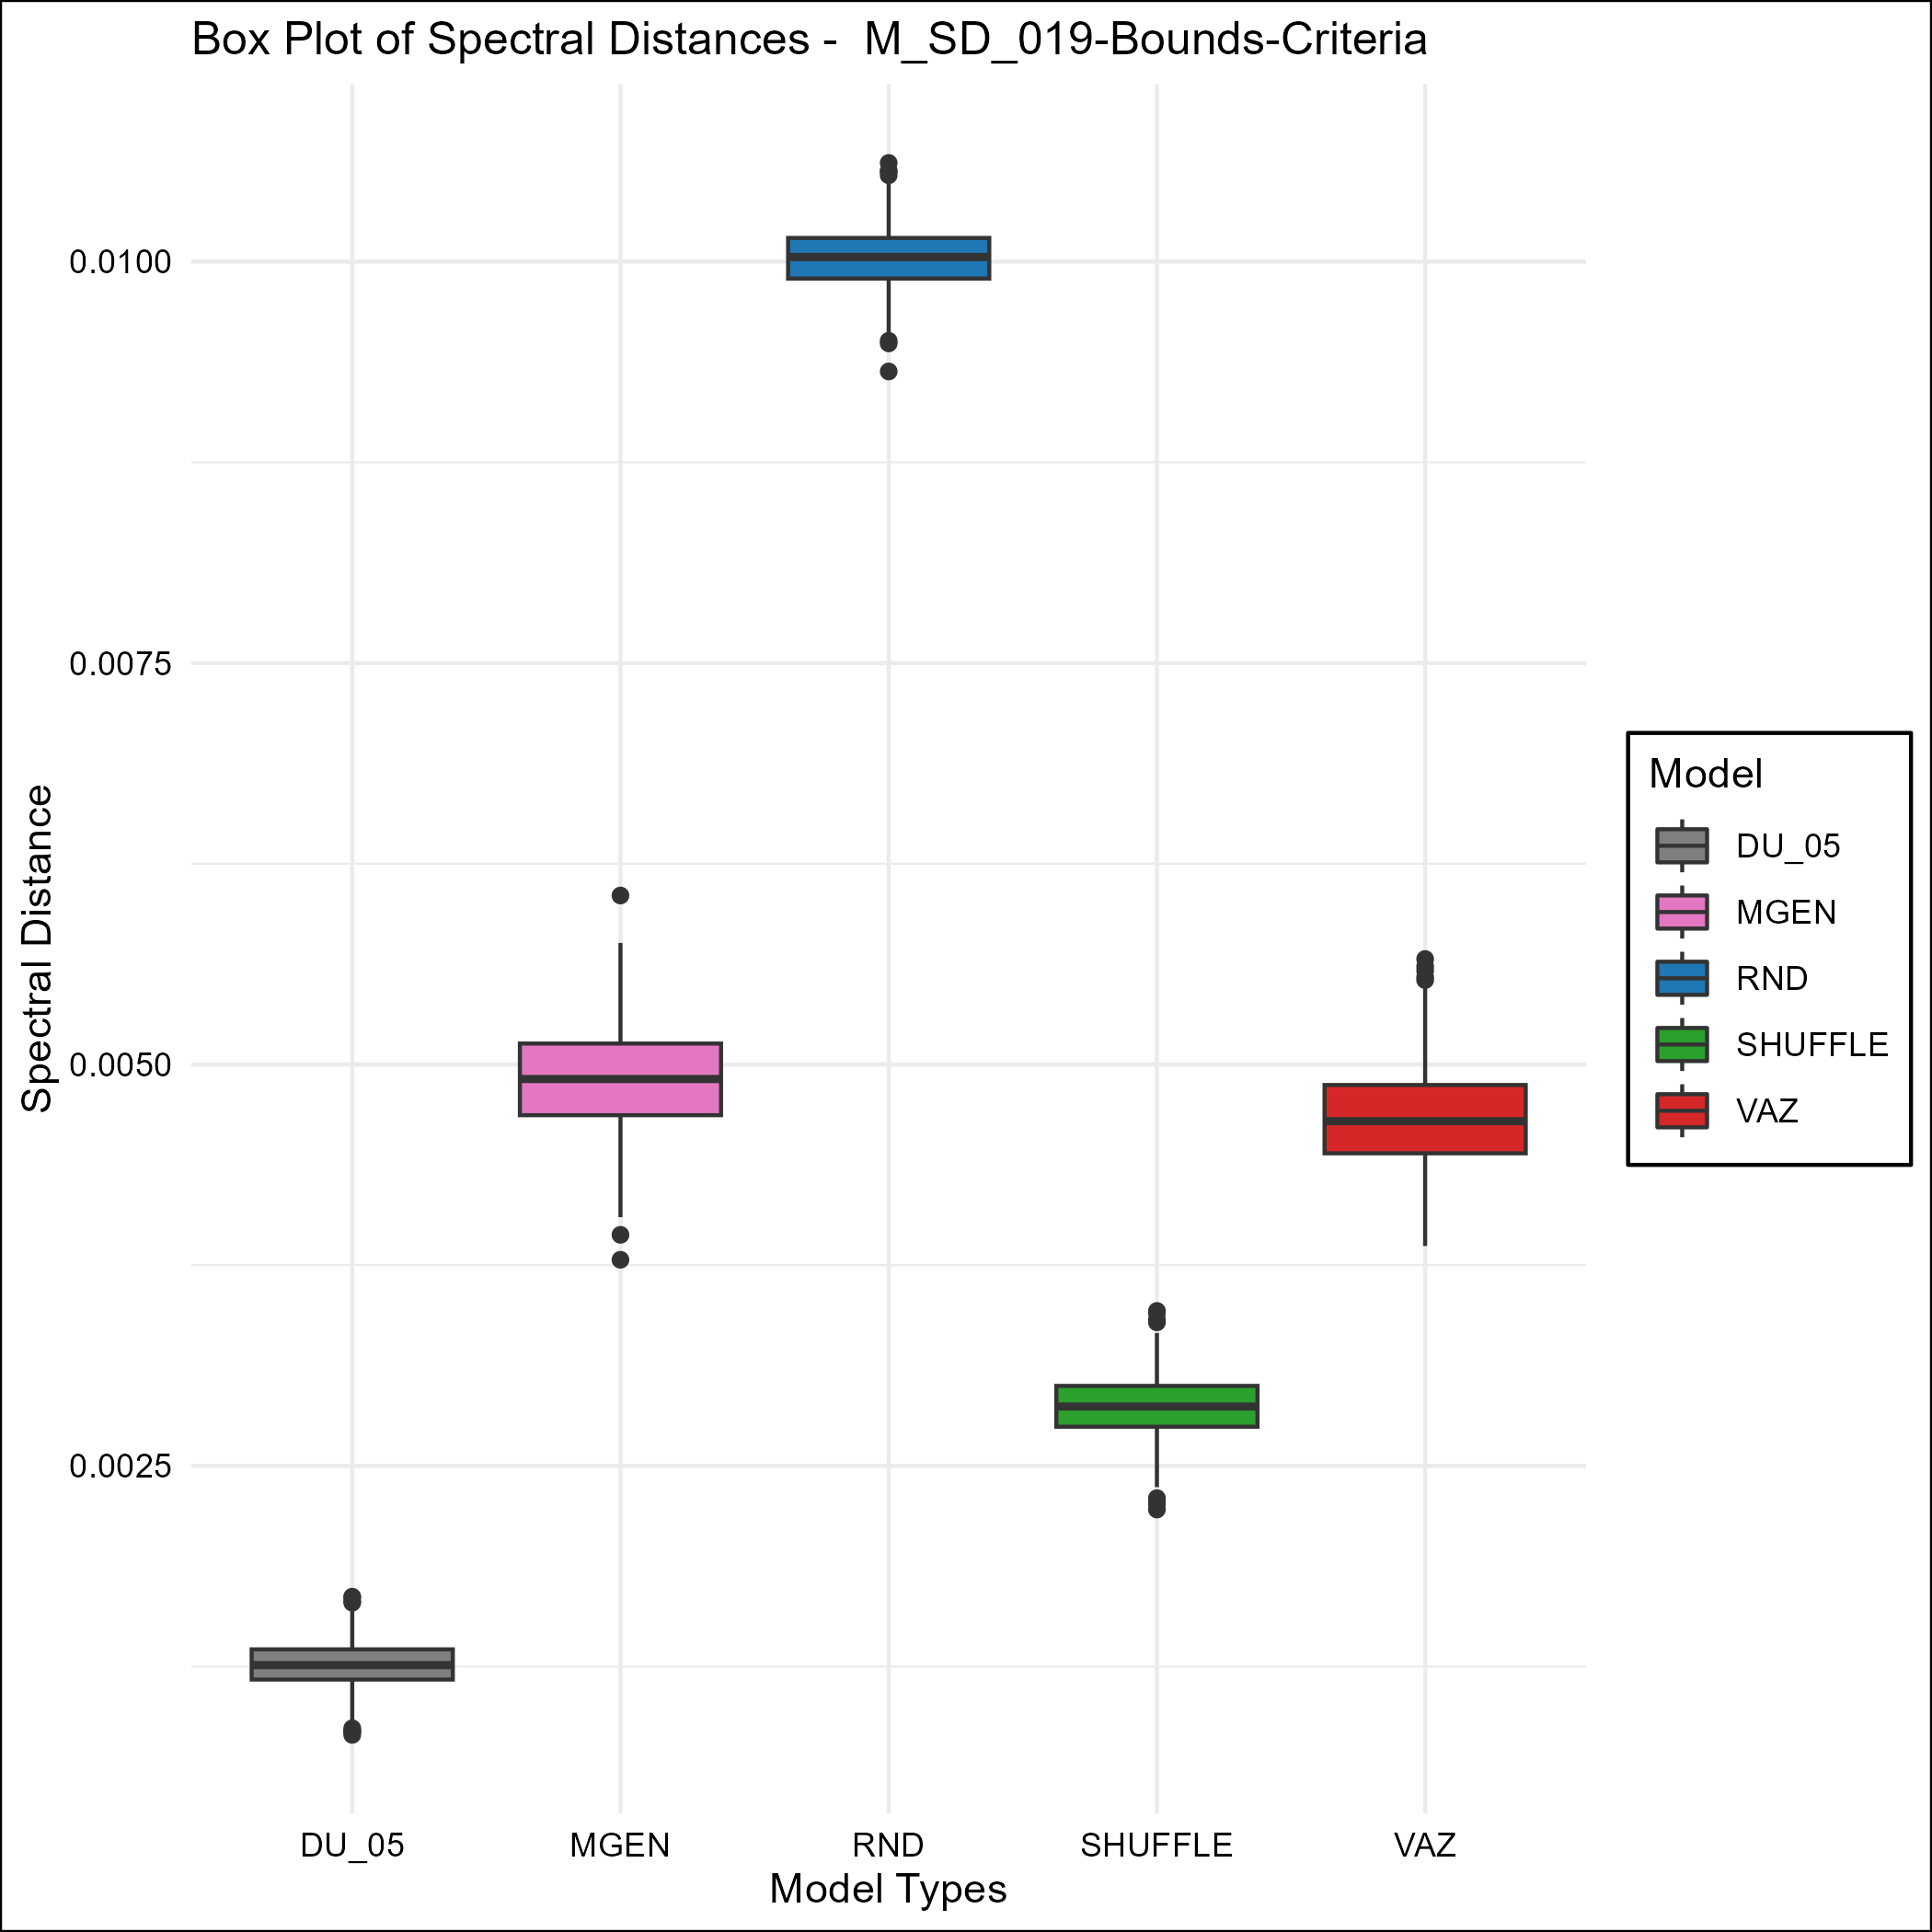 Box Plot of Spectral Distances -  M_SD_019-Bounds-Criteria
Spectral Distance
0.0100
0.0075
0.0050
0.0025
DU_05
MGEN
RND
SHUFFLE
VAZ
Model Types
Model
DU_05
MGEN
RND
SHUFFLE
VAZ